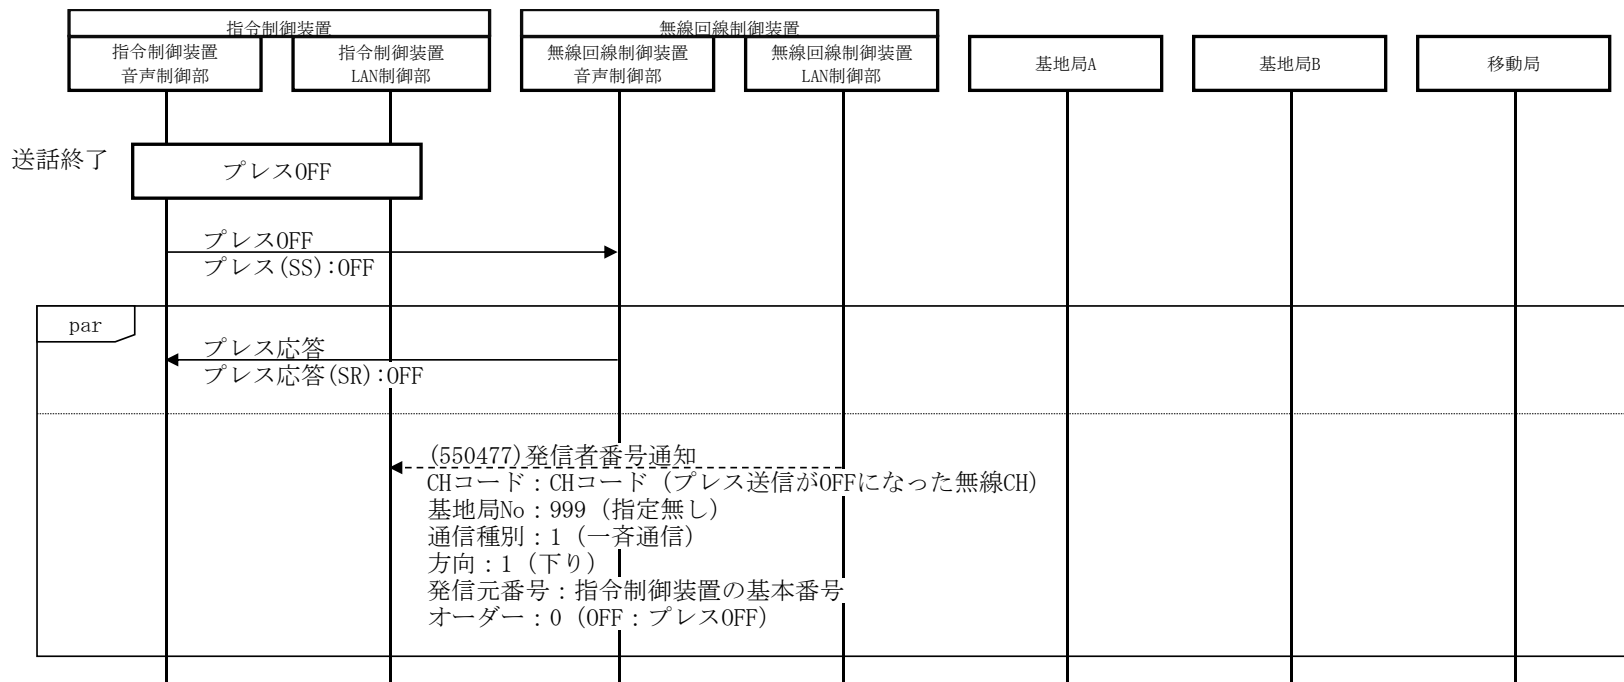 指令制御装置
無線回線制御装置
指令制御装置
音声制御部
指令制御装置
LAN制御部
無線回線制御装置
音声制御部
無線回線制御装置
LAN制御部
基地局A
基地局B
移動局
送話終了
プレスOFF
プレスOFF
プレス(SS):OFF
par
プレス応答
プレス応答(SR):OFF
(550477)発信者番号通知
CHコード：CHコード（プレス送信がOFFになった無線CH）
基地局No：999（指定無し）
通信種別：1（一斉通信）
方向：1（下り）
発信元番号：指令制御装置の基本番号
オーダー：0（OFF：プレスOFF）